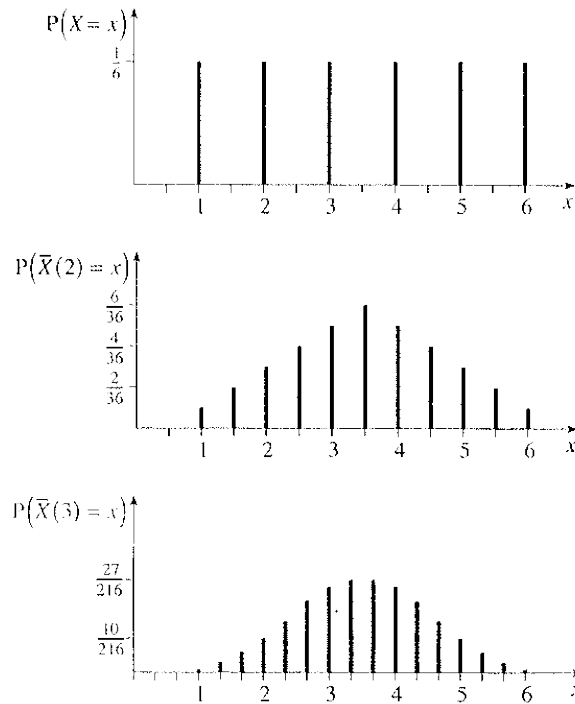 P(X = x)
1/6
1 2 3 4 5 6 x
P(X̅(2) = x)
6/36
4/36
2/36
1 2 3 4 5 6 x
P(X̅(3) = x)
27/216
10/216
1 2 3 4 5 6 x